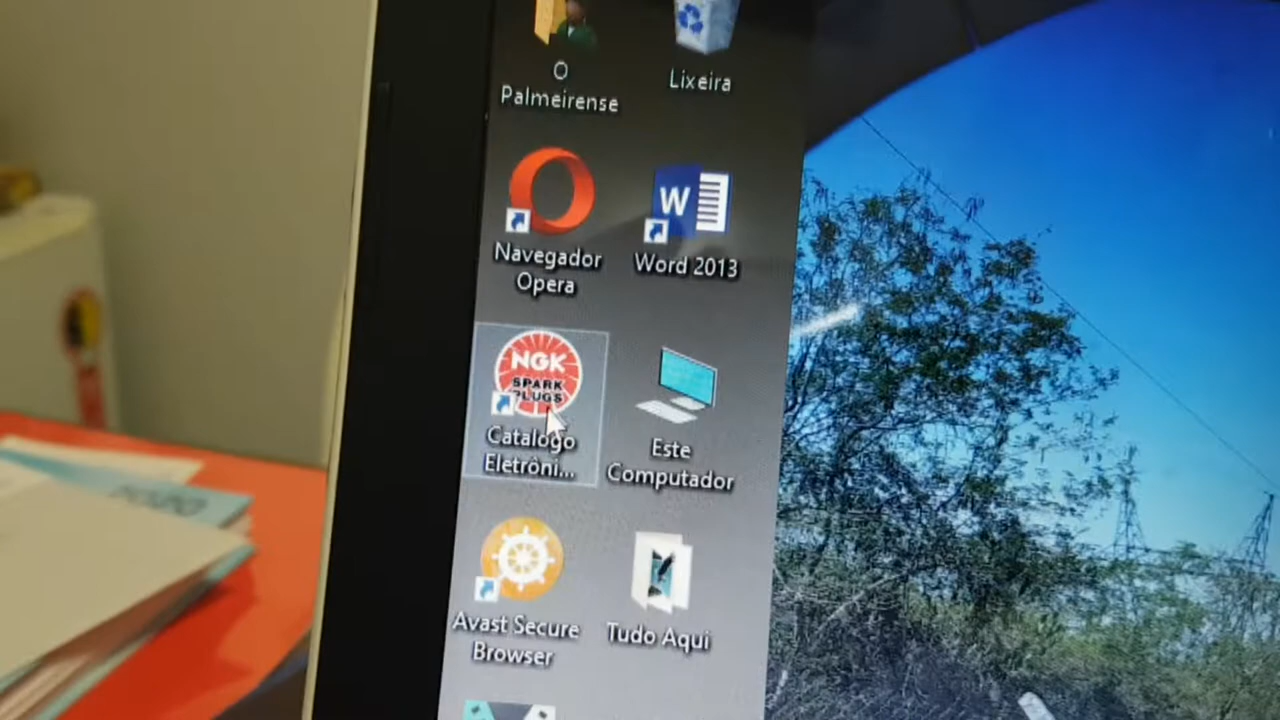 O
Palmeirense
Lixeira
W
Navegador
Opera
Word 2013
NGK
SPARK
PLUGS
Catalogo
Eletrôni...
Este
Computador
Avast Secure
Browser
Tudo Aqui